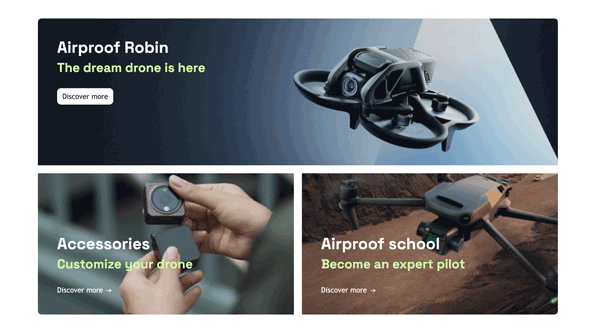 Airproof Robin
The dream drone is here
Discover more
Accessories
Customize your drone
Discover more →
Airproof school
Become an expert pilot
Discover more →